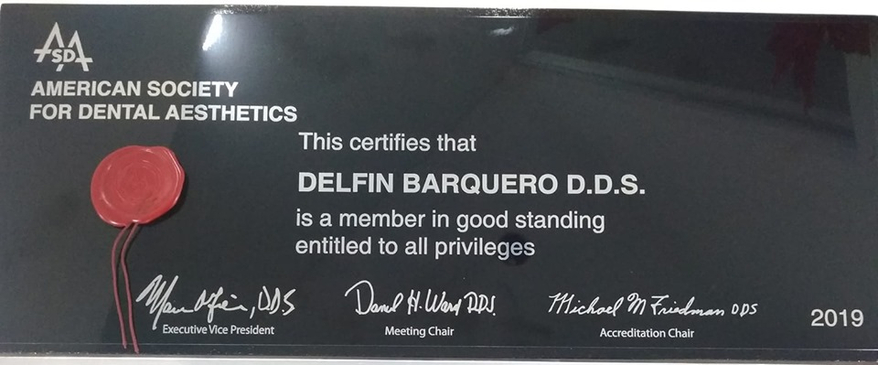 ASDA
AMERICAN SOCIETY
FOR DENTAL AESTHETICS
This certifies that
DELFIN BARQUERO D.D.S.
is a member in good standing
entitled to all privileges
D.D.S
Daniel H. Ward DDS.
Michael M Friedman DDS
Executive Vice President
Meeting Chair
Accreditation Chair
2019